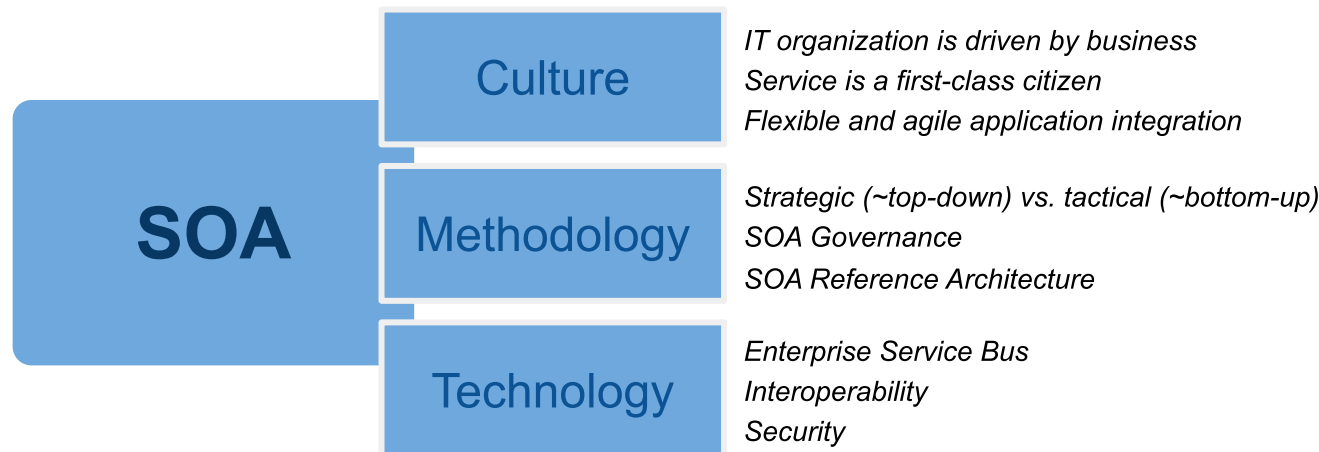 SOA
Culture
IT organization is driven by business
Service is a first-class citizen
Flexible and agile application integration
Methodology
Strategic (~top-down) vs. tactical (~bottom-up)
SOA Governance
SOA Reference Architecture
Technology
Enterprise Service Bus
Interoperability
Security